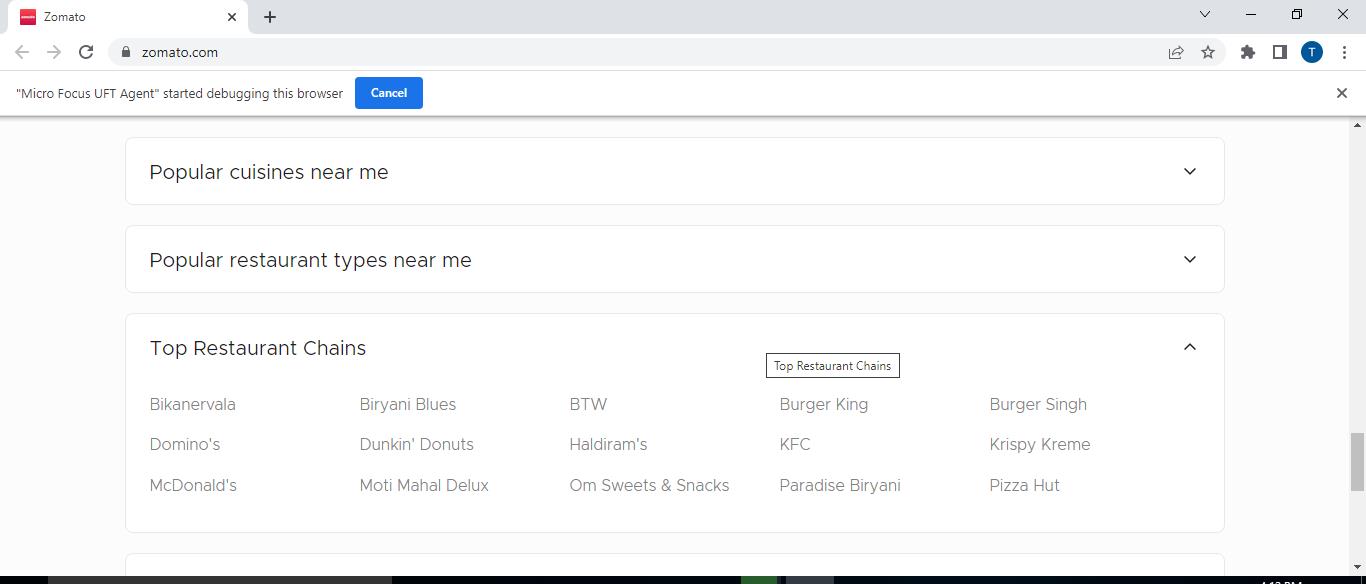 Zomato
zomato.com
T
"Micro Focus UFT Agent" started debugging this browser Cancel
Popular cuisines near me
Popular restaurant types near me
Top Restaurant Chains
Top Restaurant Chains
Bikanervala Biryani Blues BTW Burger King Burger Singh
Domino's Dunkin' Donuts Haldiram's KFC Krispy Kreme
McDonald's Moti Mahal Delux Om Sweets & Snacks Paradise Biryani Pizza Hut